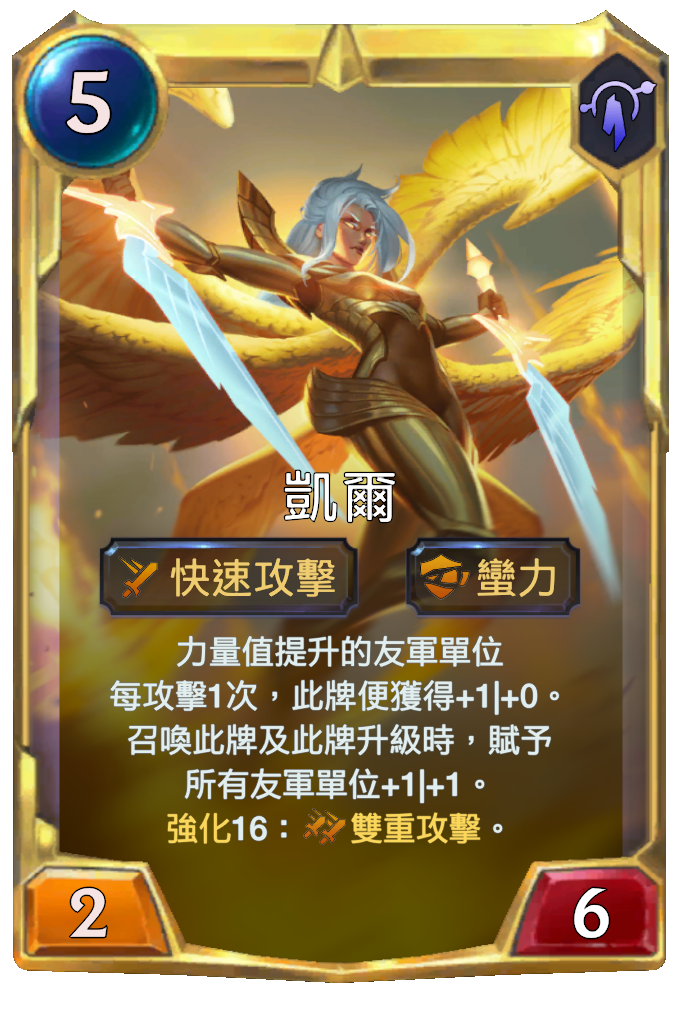 5
凱爾
快速攻擊 蠻力
力量值提升的友軍單位
每攻擊1次，此牌便獲得+1|+0。
召喚此牌及此牌升級時，賦予
所有友軍單位+1|+1。
強化16：雙重攻擊。
2 6